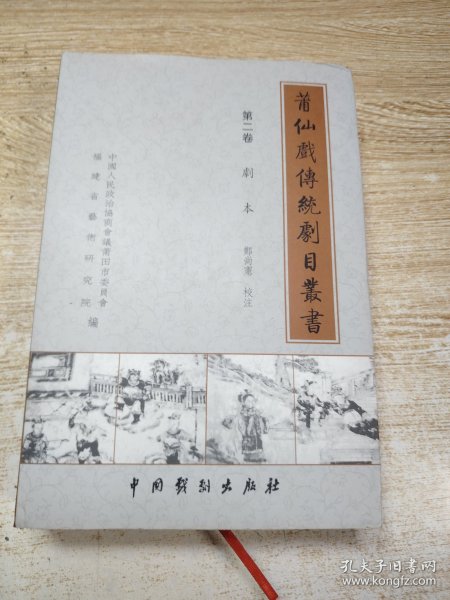 莆仙戲傳統劇目叢書
第二卷 劇本 鄭尚憲 校注
中國人民政治協商會議莆田市委員會
福建省藝術研究院 編
中国戏剧出版社
孔夫子旧书网
www.kongfz.com